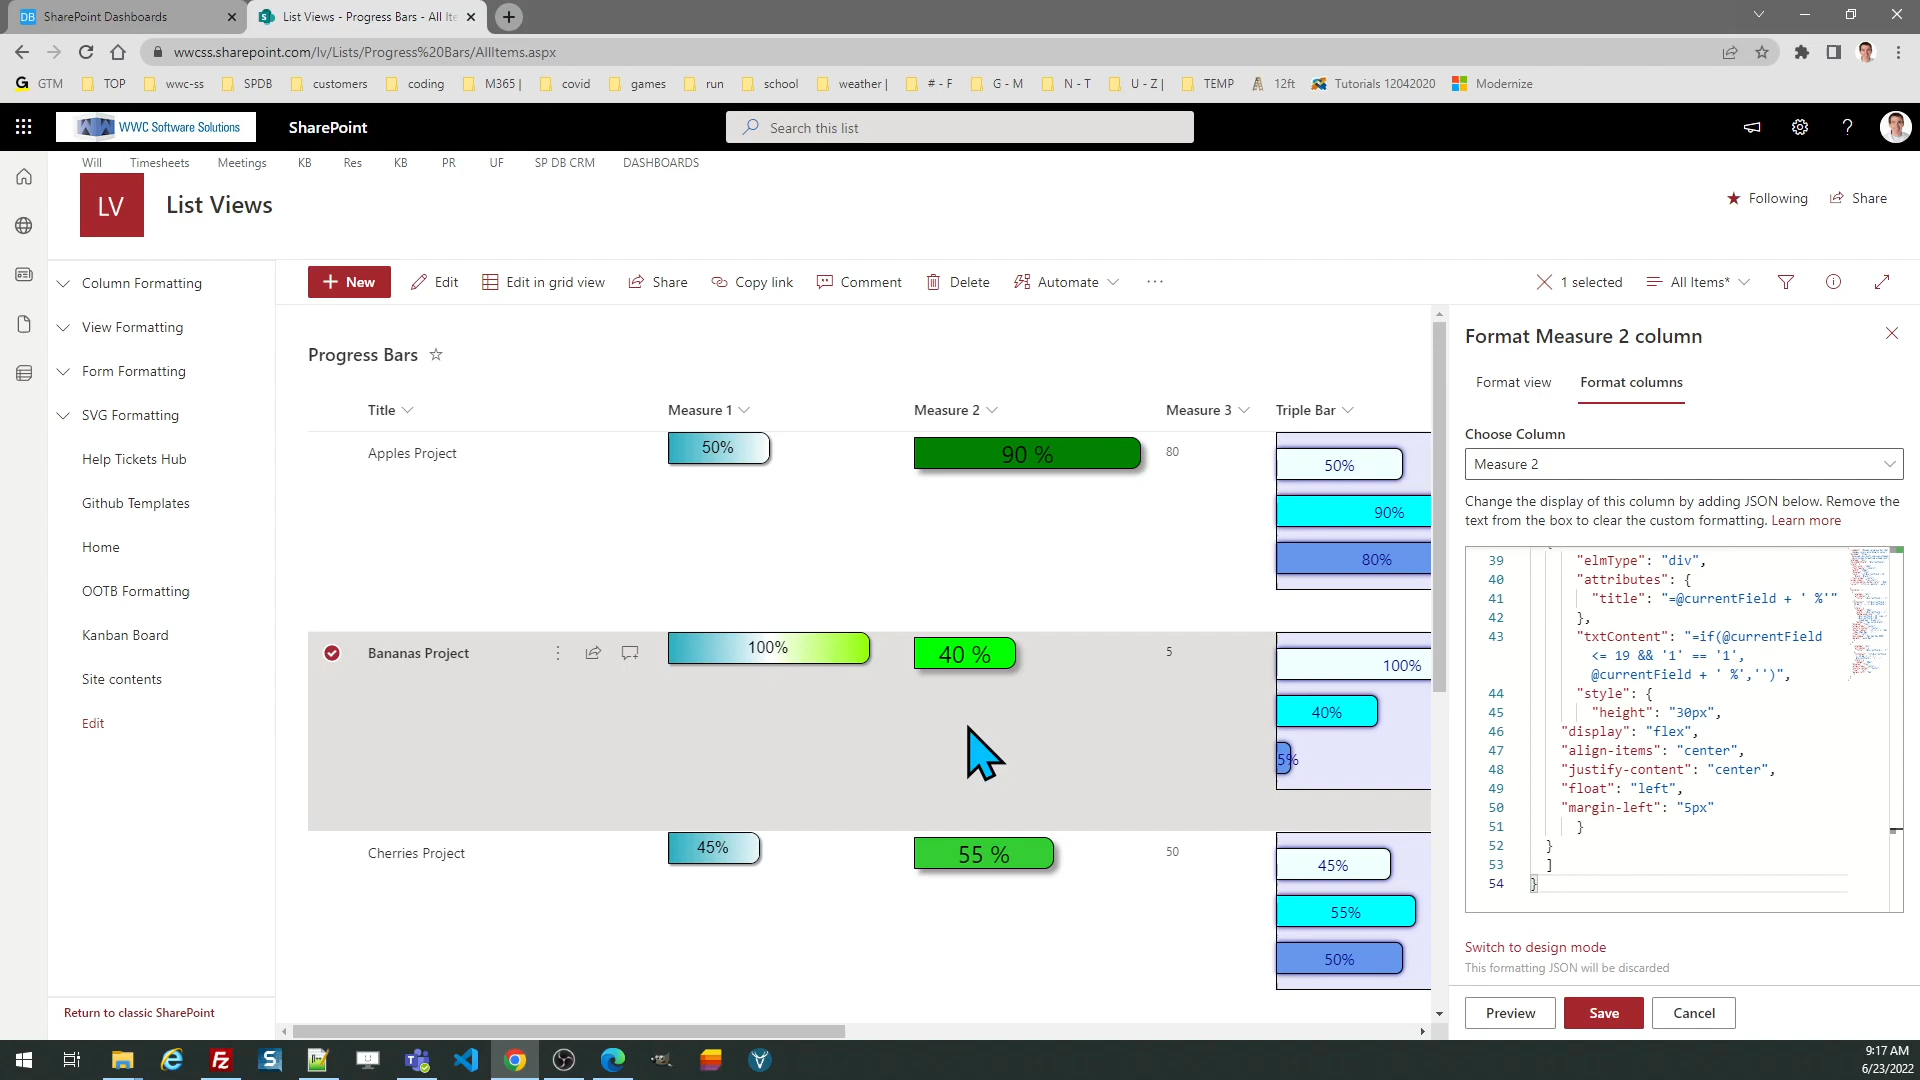 DB SharePoint Dashboards
List Views - Progress Bars - All Ite
wwcss.sharepoint.com/lv/Lists/Progress%20Bars/AllItems.aspx
G GTM TOP wwc-ss SPDB customers coding M365 | covid games run school weather | # - F G - M N - T U - Z | TEMP 12ft Tutorials 12042020 Modernize
WWC Software Solutions
SharePoint
Search this list
?
Will Timesheets Meetings KB Res KB PR UF SP DB CRM DASHBOARDS
LV
List Views
Following
Share
Column Formatting
View Formatting
Form Formatting
SVG Formatting
Help Tickets Hub
Github Templates
Home
OOTB Formatting
Kanban Board
Site contents
Edit
Return to classic SharePoint
+ New Edit Edit in grid view Share Copy link Comment Delete Automate ...
1 selected
All Items*
Progress Bars
Title Measure 1 Measure 2 Measure 3 Triple Bar
Apples Project 50% 90 % 80
50%
90%
80%
Bananas Project 100% 40 % 5
100%
40%
5%
Cherries Project 45% 55 % 50
45%
55%
50%
Format Measure 2 column
Format view Format columns
Choose Column
Measure 2
Change the display of this column by adding JSON below. Remove the
text from the box to clear the custom formatting. Learn more
39 "elmType": "div",
40 "attributes": {
41 "title": "=@currentField + ' %'"
42 },
43 "txtContent": "=if(@currentField
<= 19 && '1' == '1',
@currentField + ' %','')",
44 "style": {
45 "height": "30px",
46 "display": "flex",
47 "align-items": "center",
48 "justify-content": "center",
49 "float": "left",
50 "margin-left": "5px"
51 }
52 }
53 ]
54 }
Switch to design mode
This formatting JSON will be discarded
Preview Save Cancel
9:17 AM
6/23/2022